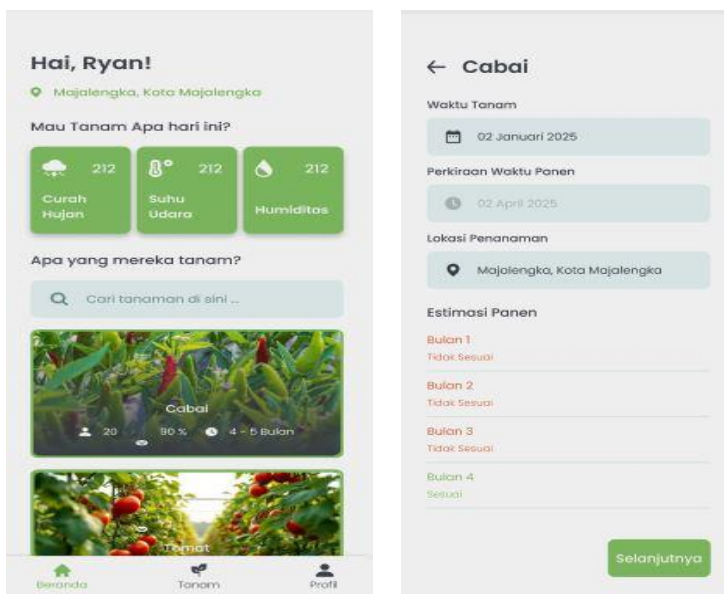 Hai, Ryan!
Majalengka, Kota Majalengka
Mau Tanam Apa hari ini?
212
Curah
Hujan
212
Suhu
Udara
212
Humiditas
Apa yang mereka tanam?
Cari tanaman di sini ...
Cabai
20
90 %
4 - 5 Bulan
Tomat
Beranda
Tanam
Profil
Cabai
Waktu Tanam
02 Januari 2025
Perkiraan Waktu Panen
02 April 2025
Lokasi Penanaman
Majalengka, Kota Majalengka
Estimasi Panen
Bulan 1
Tidak Sesuai
Bulan 2
Tidak Sesuai
Bulan 3
Tidak Sesuai
Bulan 4
Sesuai
Selanjutnya